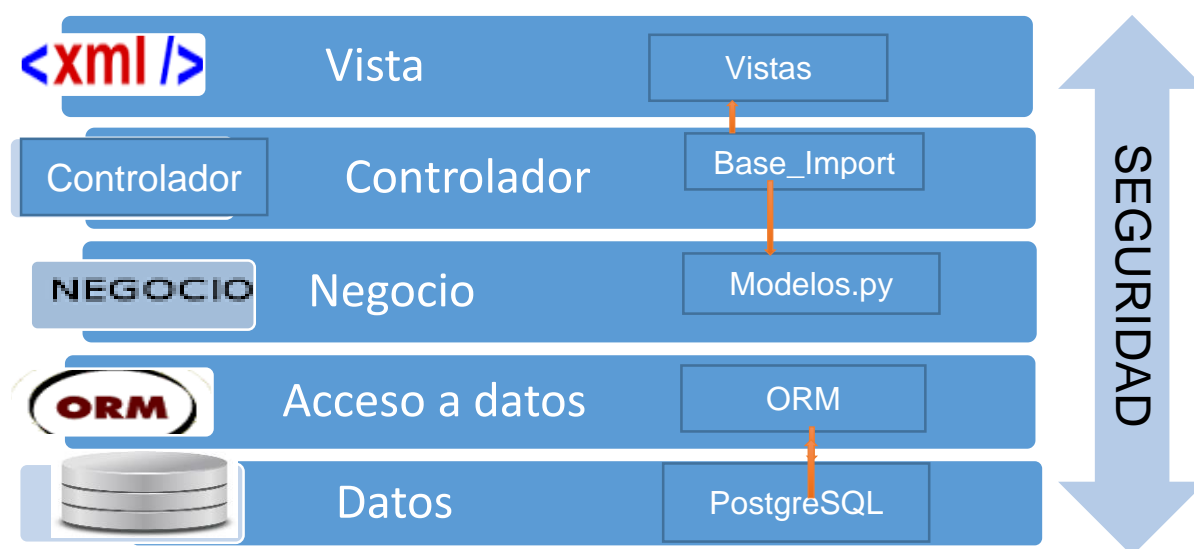 <xml />
Vista
Vistas
Controlador
Controlador
Base_Import
NEGOCIO
Negocio
Modelos.py
ORM
Acceso a datos
ORM
Datos
PostgreSQL
SEGURIDAD